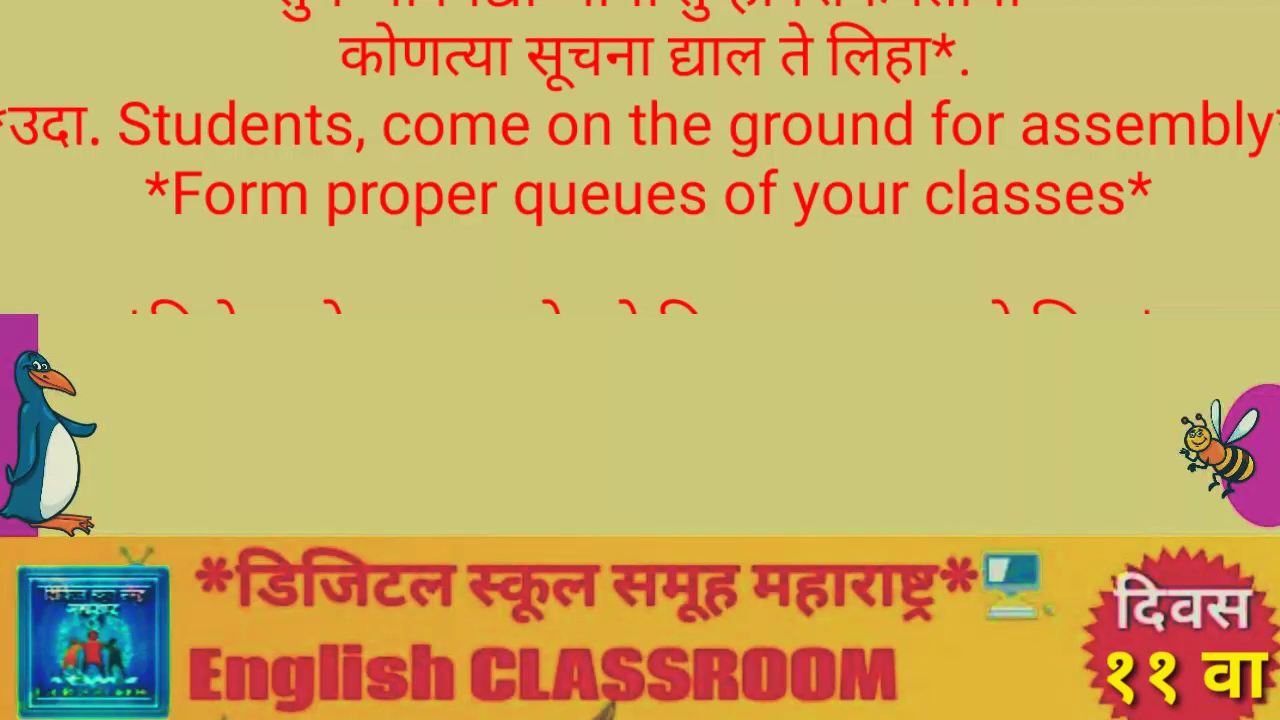 कोणत्या सूचना द्याल ते लिहा*.
*उदा. Students, come on the ground for assembly*
*Form proper queues of your classes*
*डिजिटल स्कूल समूह महाराष्ट्र*
English CLASSROOM
दिवस
११ वा